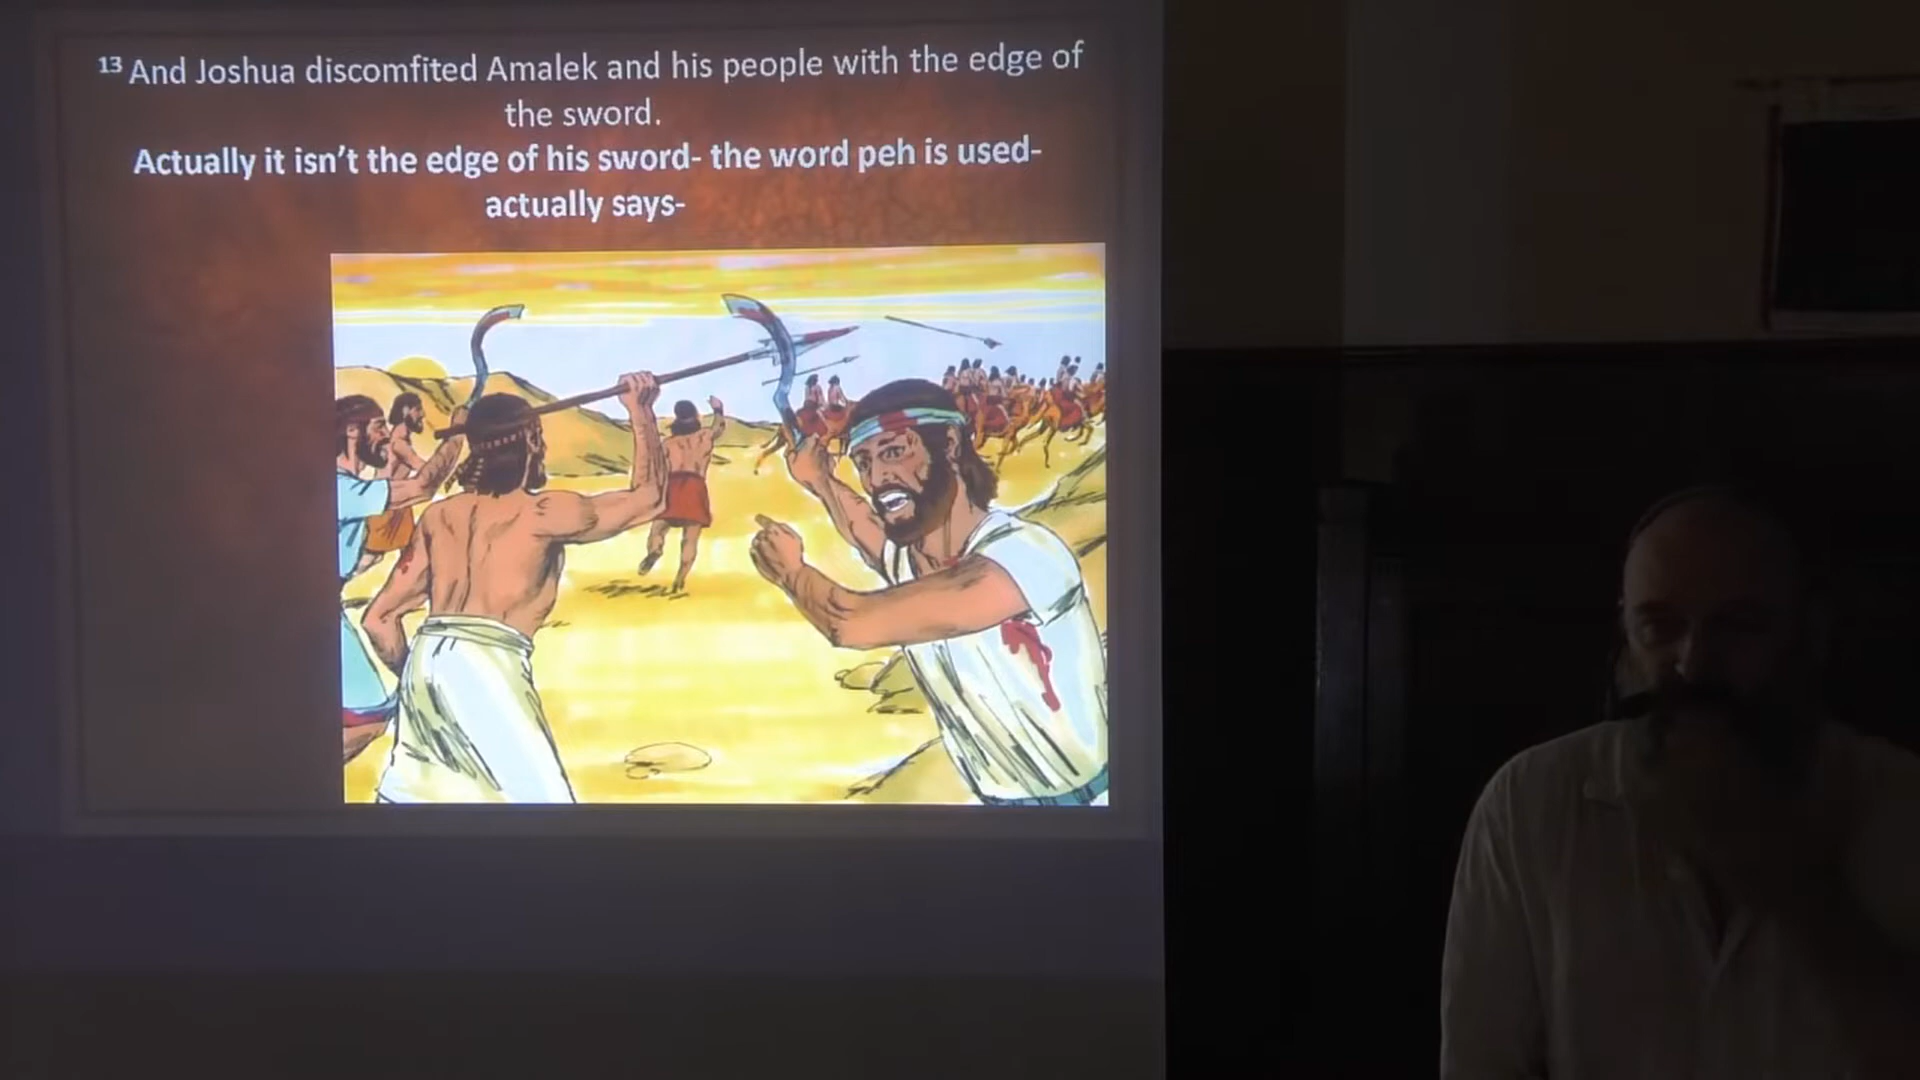 ¹³ And Joshua discomfited Amalek and his people with the edge of
the sword.
Actually it isn’t the edge of his sword- the word peh is used-
actually says-